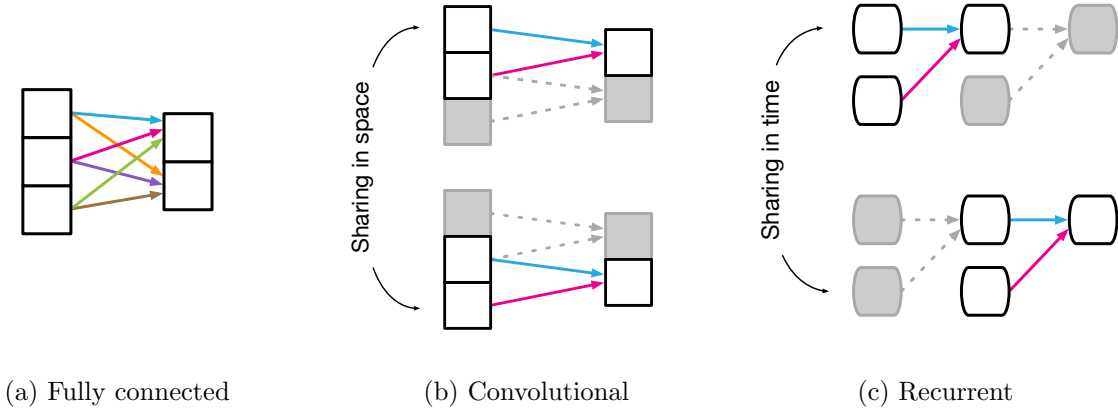 Sharing in space
Sharing in time
(a) Fully connected
(b) Convolutional
(c) Recurrent